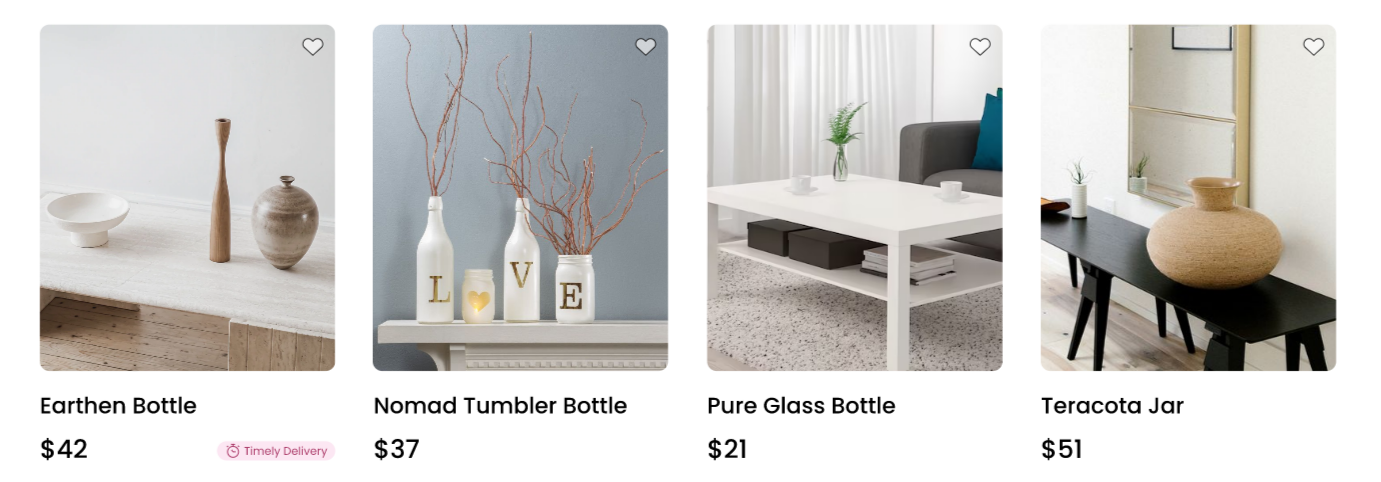 L V E
Earthen Bottle
Nomad Tumbler Bottle
Pure Glass Bottle
Teracota Jar
$42
Timely Delivery
$37
$21
$51